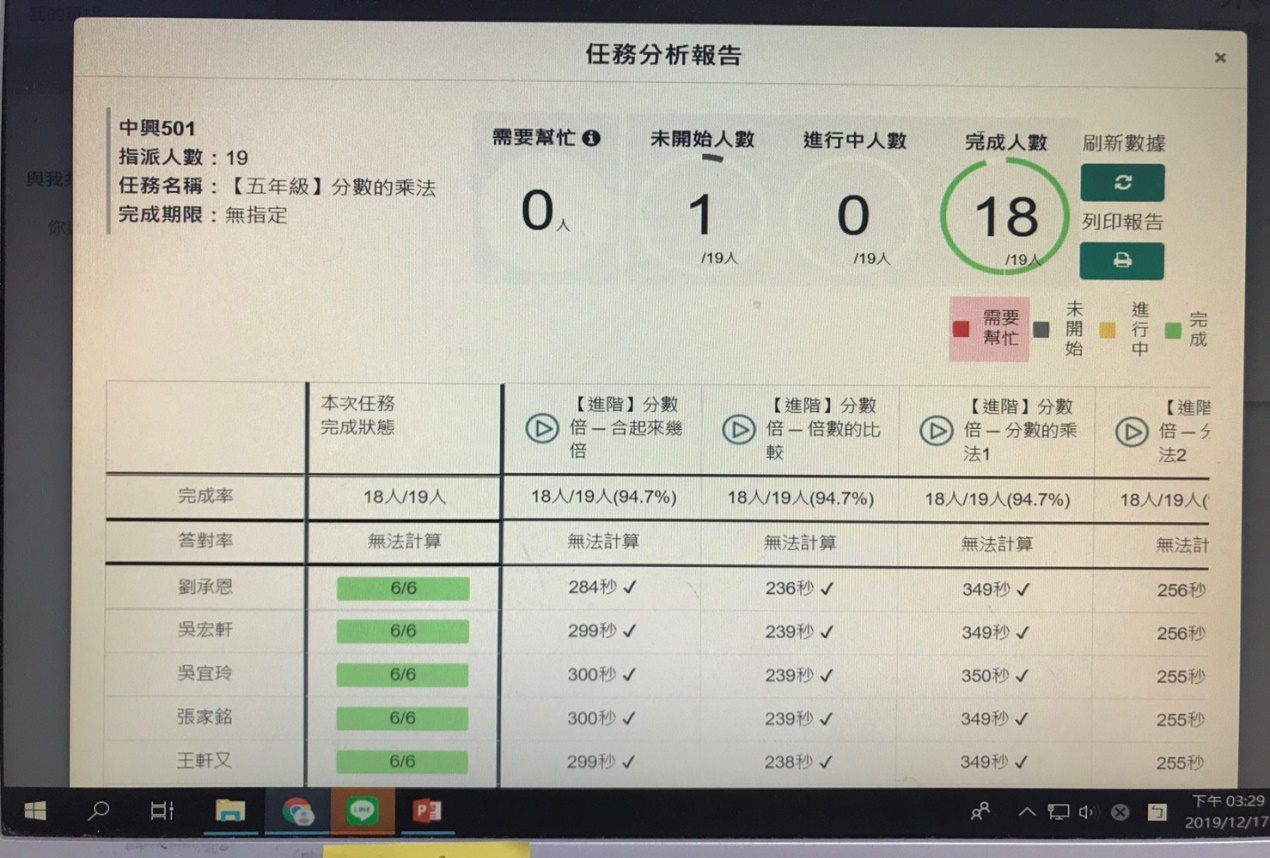 任務分析報告
×
中興501
指派人數：19
任務名稱：【五年級】分數的乘法
完成期限：無指定
需要幫忙
0人
未開始人數
1
/19人
進行中人數
0
/19人
完成人數
18
/19人
刷新數據
列印報告
需要
幫忙
未
開
始
進
行
中
完
成
本次任務
完成狀態
【進階】分數
倍－合起來幾
倍
【進階】分數
倍－倍數的比
較
【進階】分數
倍－分數的乘
法1
【進階
倍－分
法2
完成率 18人/19人 18人/19人(94.7%) 18人/19人(94.7%) 18人/19人(94.7%) 18人/19人(
答對率 無法計算 無法計算 無法計算 無法計算 無法計
劉承恩 6/6 284秒 ✓ 236秒 ✓ 349秒 ✓ 256秒
吳宏軒 6/6 299秒 ✓ 239秒 ✓ 349秒 ✓ 256秒
吳宜玲 6/6 300秒 ✓ 239秒 ✓ 350秒 ✓ 255秒
張家銘 6/6 300秒 ✓ 239秒 ✓ 349秒 ✓ 255秒
王軒又 6/6 299秒 ✓ 238秒 ✓ 349秒 ✓ 255秒
LINE
ㄅ
下午 03:29
2019/12/17